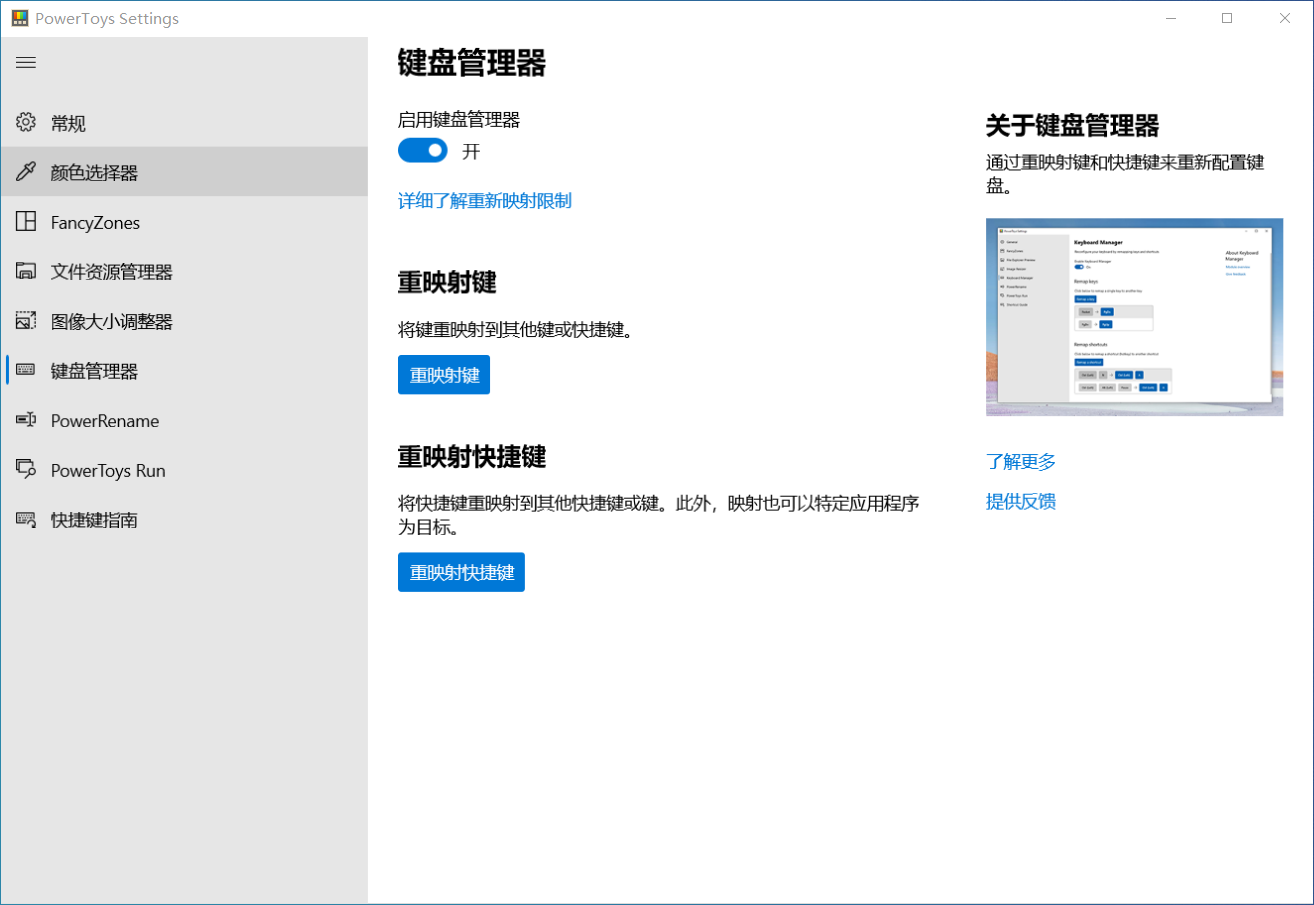 PowerToys Settings
常规
颜色选择器
FancyZones
文件资源管理器
图像大小调整器
键盘管理器
PowerRename
PowerToys Run
快捷键指南
键盘管理器
启用键盘管理器
开
详细了解重新映射限制
重映射键
将键重映射到其他键或快捷键。
重映射键
重映射快捷键
将快捷键重映射到其他快捷键或键。此外，映射也可以特定应用程序
为目标。
重映射快捷键
关于键盘管理器
通过重映射键和快捷键来重新配置键
盘。
Keyboard Manager
About Keyboard
Manager
Remap keys
Remap shortcuts
了解更多
提供反馈